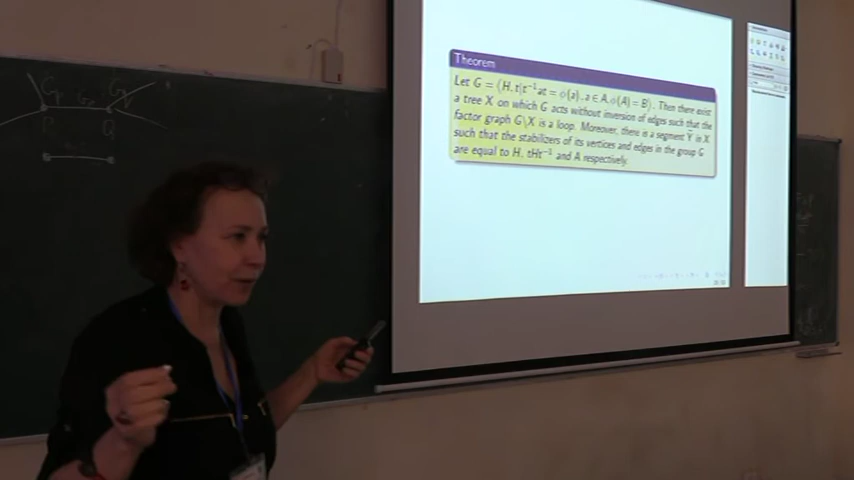 Theorem
Let G = ⟨H, t|t⁻¹at = ϕ(a), a ∈ A, ϕ(A) = B⟩. Then there exist
a tree X on which G acts without inversion of edges such that the
factor graph G\X is a loop. Moreover, there is a segment Ỹ in X
such that the stabilizers of its vertices and edges in the group G
are equal to H, tHt⁻¹ and A respectively.
P
Q